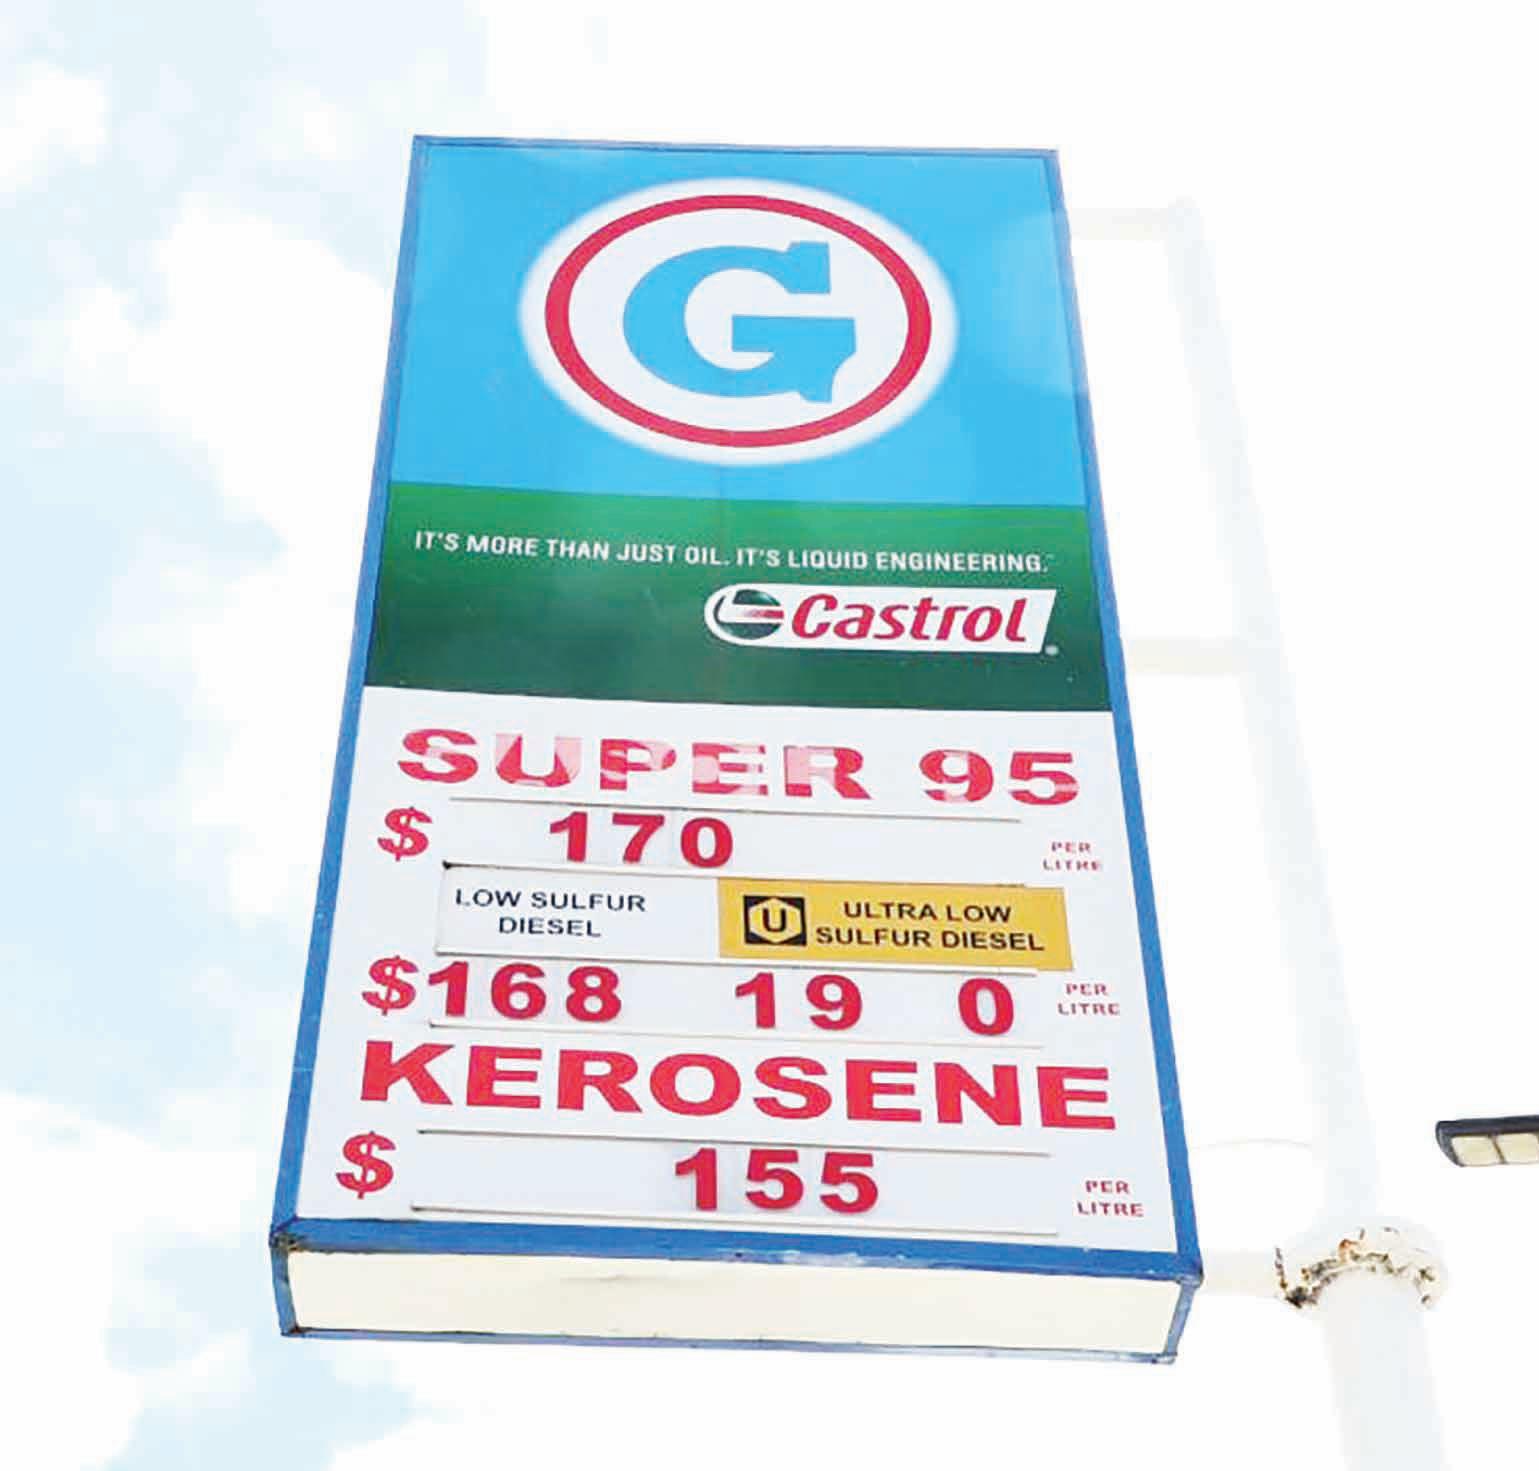 G
IT'S MORE THAN JUST OIL. IT'S LIQUID ENGINEERING.™
Castrol®
SUPER 95
$ 170 PER LITRE
LOW SULFUR
DIESEL
U ULTRA LOW
SULFUR DIESEL
$168 19 0 PER LITRE
KEROSENE
$ 155 PER LITRE